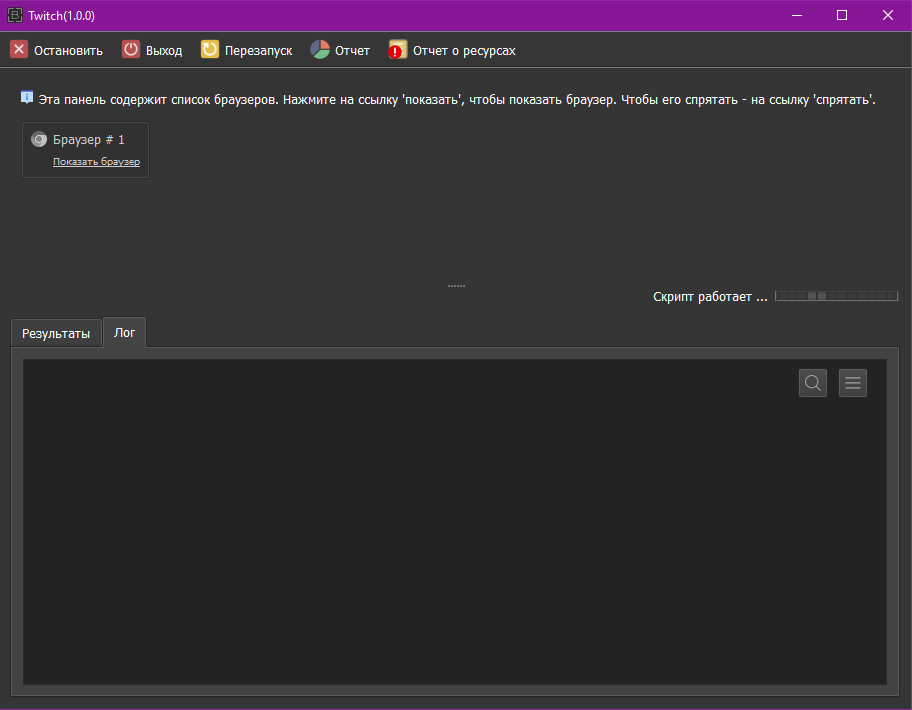 Twitch(1.0.0)
Остановить Выход Перезапуск Отчет Отчет о ресурсах
Эта панель содержит список браузеров. Нажмите на ссылку 'показать', чтобы показать браузер. Чтобы его спрятать - на ссылку 'спрятать'.
Браузер # 1
Показать браузер
Скрипт работает ...
Результаты Лог